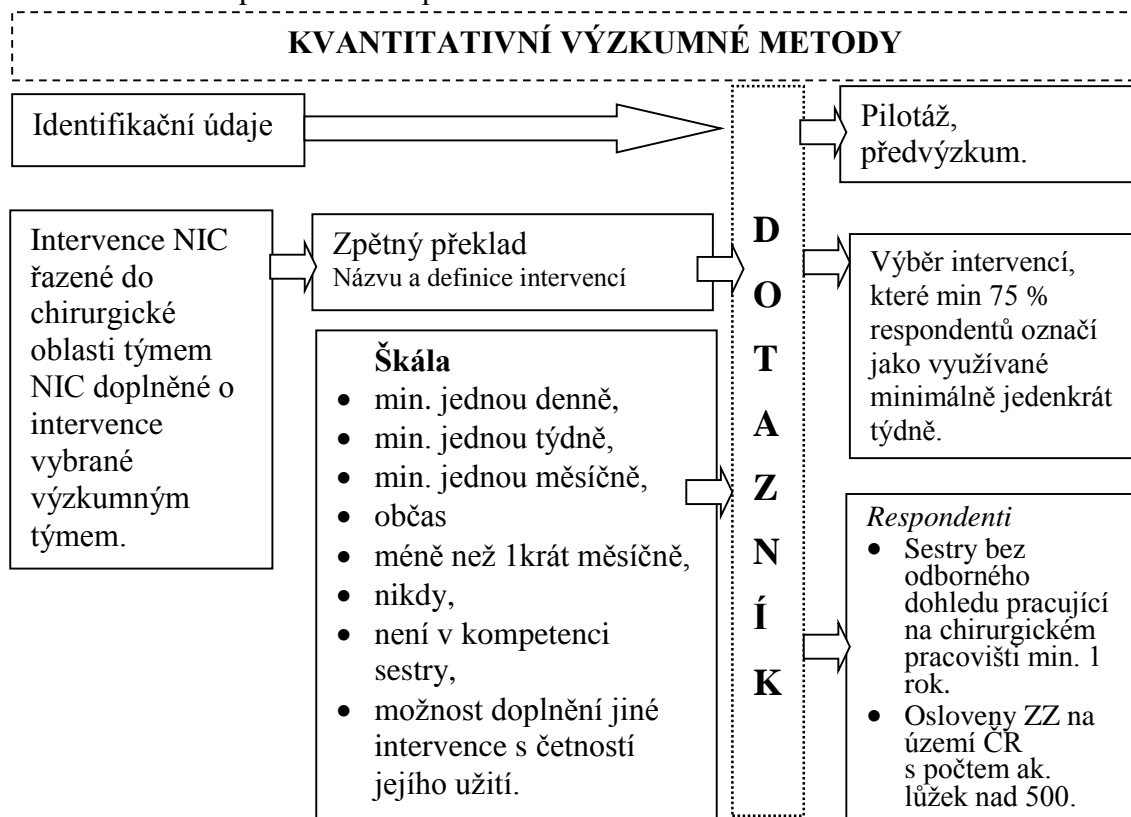 KVANTITATIVNÍ VÝZKUMNÉ METODY
Identifikační údaje
Intervence NIC
řazené do
chirurgické
oblasti týmem
NIC doplněné o
intervence
vybrané
výzkumným
týmem.
Zpětný překlad
Názvu a definice intervencí
Škála
• min. jednou denně,
• min. jednou týdně,
• min. jednou měsíčně,
• občas
• méně než 1krát měsíčně,
• nikdy,
• není v kompetenci
sestry,
• možnost doplnění jiné
intervence s četností
jejího užití.
D
O
T
A
Z
N
Í
K
Pilotáž,
předvýzkum.
Výběr intervencí,
které min 75 %
respondentů označí
jako využívané
minimálně jedenkrát
týdně.
Respondenti
• Sestry bez
odborného
dohledu pracující
na chirurgickém
pracovišti min. 1
rok.
• Osloveny ZZ na
území ČR
s počtem ak.
lůžek nad 500.